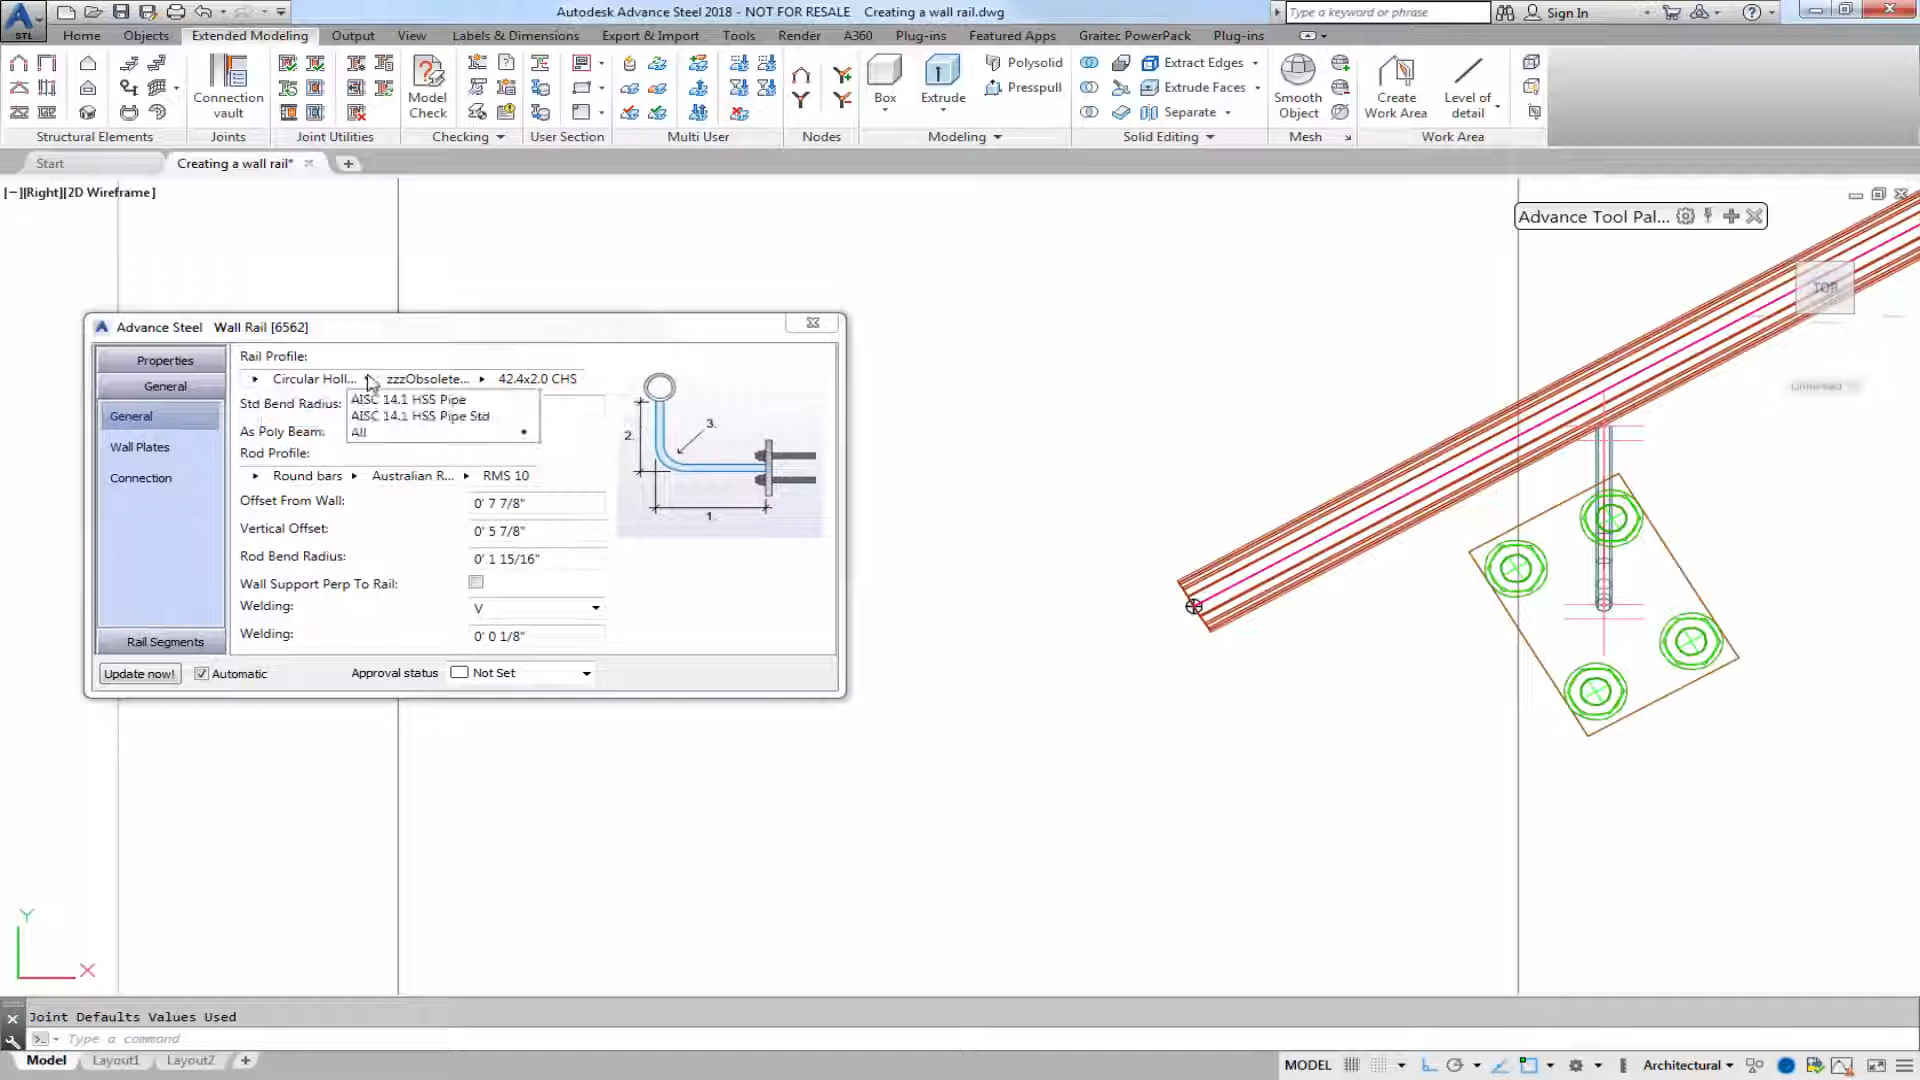 Autodesk Advance Steel 2018 - NOT FOR RESALE Creating a wall rail.dwg
Type a keyword or phrase
Sign In
STL
Home Objects Extended Modeling Output View Labels & Dimensions Export & Import Tools Render A360 Plug-ins Featured Apps Graitec PowerPack Plug-ins
Connection vault
Model Check
Box
Extrude
Polysolid
Presspull
Extract Edges
Extrude Faces
Separate
Smooth Object
Create Work Area
Level of detail
Structural Elements Joints Joint Utilities Checking User Section Multi User Nodes Modeling Solid Editing Mesh Work Area
Start
Creating a wall rail*
[−][Right][2D Wireframe]
Advance Tool Pal...
TOP
Unnamed
Advance Steel Wall Rail [6562]
Properties
General
General
Wall Plates
Connection
Rail Segments
Rail Profile:
Circular Holl... zzzObsolete... 42.4x2.0 CHS
Std Bend Radius:
AISC 14.1 HSS Pipe
AISC 14.1 HSS Pipe Std
All
As Poly Beam:
Rod Profile:
Round bars Australian R... RMS 10
Offset From Wall: 0' 7 7/8"
Vertical Offset: 0' 5 7/8"
Rod Bend Radius: 0' 1 15/16"
Wall Support Perp To Rail:
Welding: V
Welding: 0' 0 1/8"
2.
3.
1.
Update now!
Automatic
Approval status
Not Set
Y
X
Joint Defaults Values Used
Type a command
Model Layout1 Layout2
MODEL
Architectural